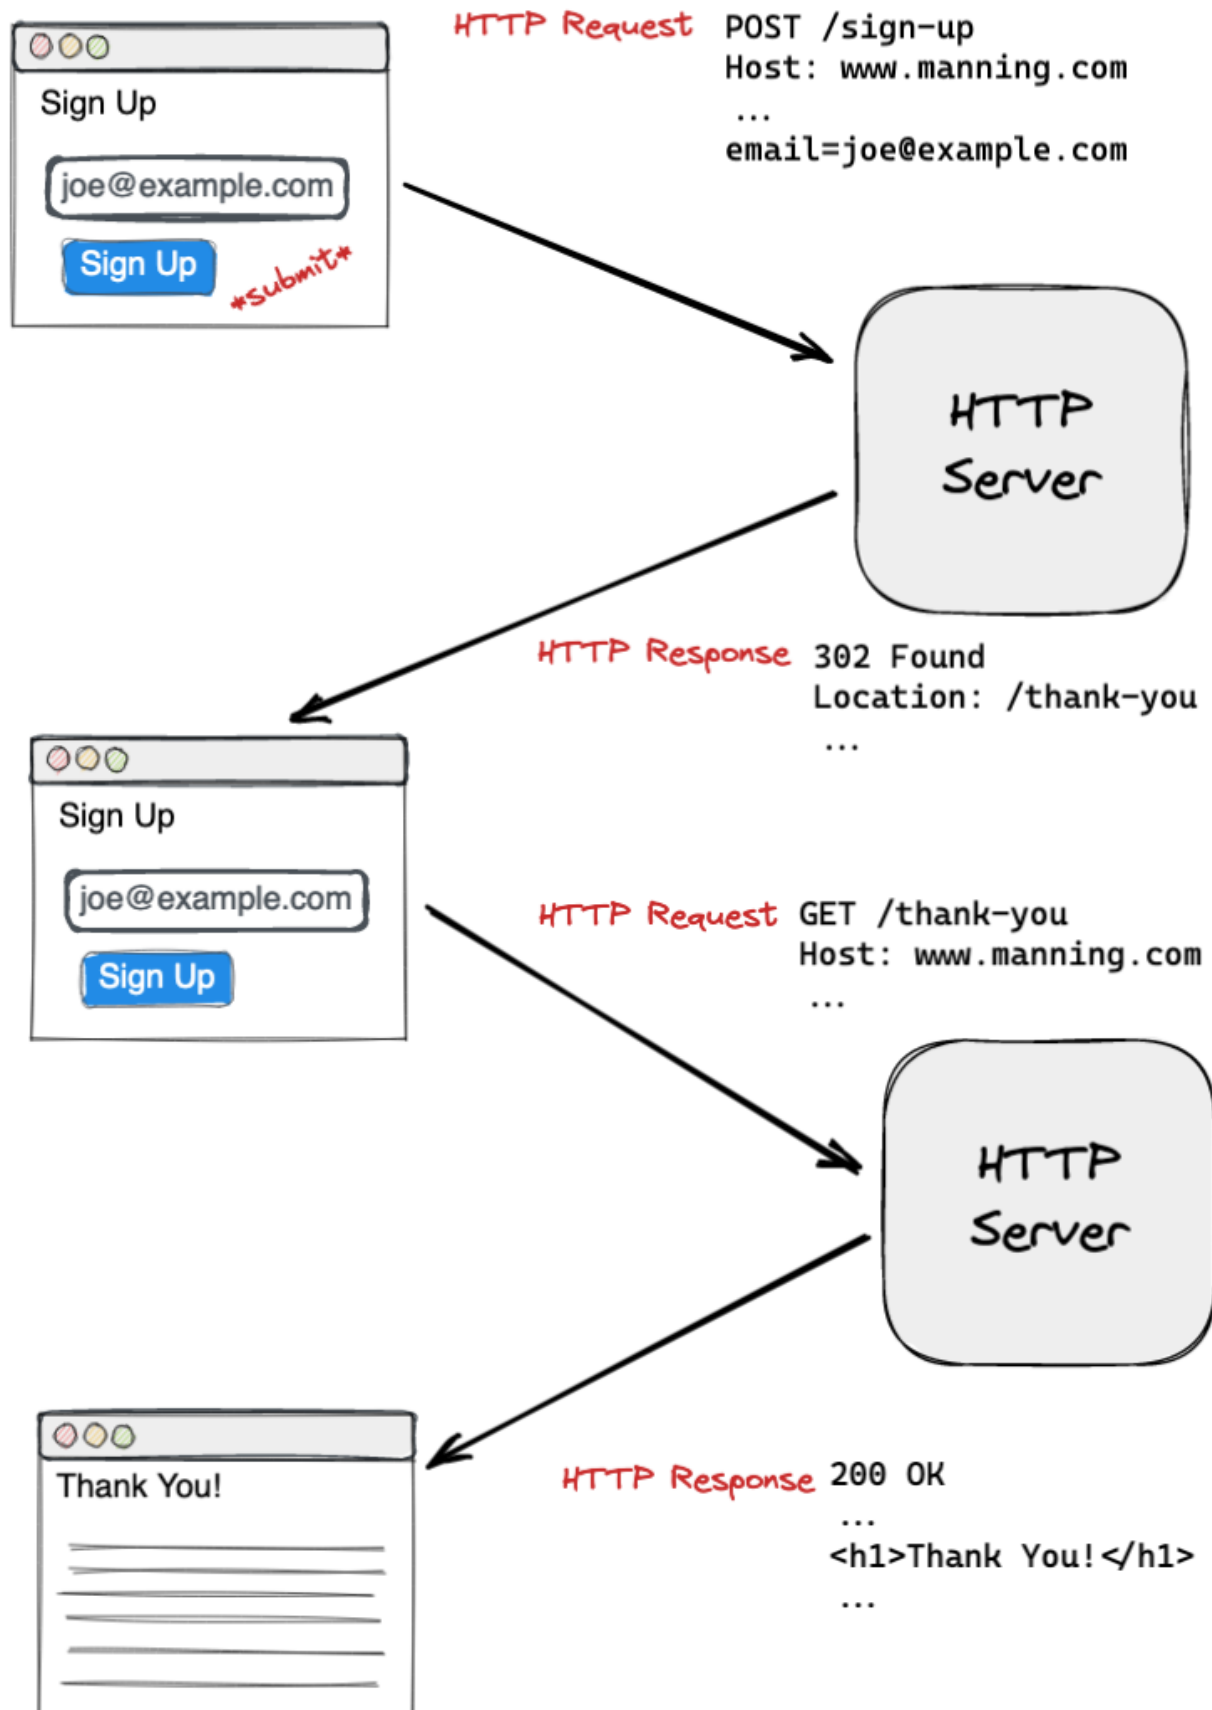 HTTP Request
POST /sign-up
Host: www.manning.com
...
email=joe@example.com
Sign Up
joe@example.com
Sign Up
*submit*
HTTP
Server
HTTP Response
302 Found
Location: /thank-you
...
Sign Up
joe@example.com
Sign Up
HTTP Request
GET /thank-you
Host: www.manning.com
...
HTTP
Server
Thank You!
HTTP Response
200 OK
...
<h1>Thank You!</h1>
...